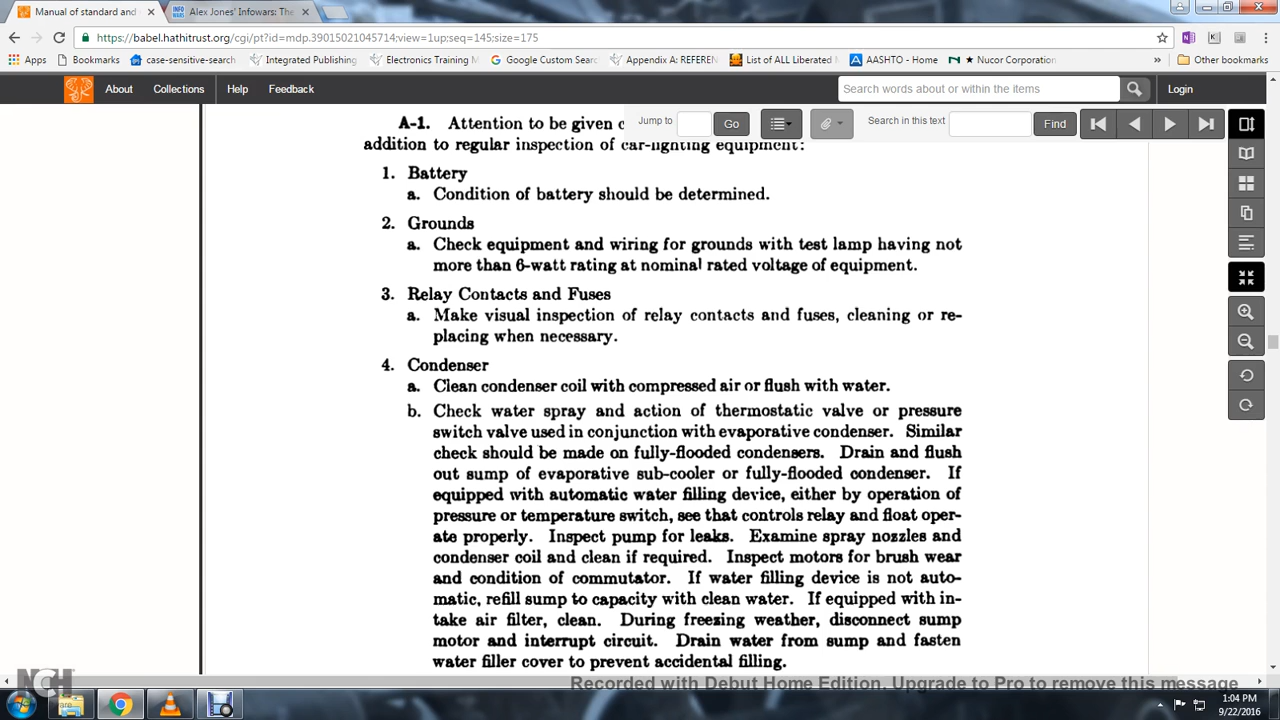 Manual of standard and
Alex Jones' Infowars: The
https://babel.hathitrust.org/cgi/pt?id=mdp.39015021045714;view=1up;seq=145;size=175
Apps Bookmarks case-sensitive-search Integrated Publishing Electronics Training M Google Custom Searc Appendix A: REFEREN List of ALL Liberated M AASHTO - Home ★ Nucor Corporation » Other bookmarks
About Collections Help Feedback Search words about or within the items Login
Jump to Go Search in this text Find
A-1. Attention to be given c
addition to regular inspection of car-lighting equipment:
1. Battery
a. Condition of battery should be determined.
2. Grounds
a. Check equipment and wiring for grounds with test lamp having not
more than 6-watt rating at nominal rated voltage of equipment.
3. Relay Contacts and Fuses
a. Make visual inspection of relay contacts and fuses, cleaning or re-
placing when necessary.
4. Condenser
a. Clean condenser coil with compressed air or flush with water.
b. Check water spray and action of thermostatic valve or pressure
switch valve used in conjunction with evaporative condenser. Similar
check should be made on fully-flooded condensers. Drain and flush
out sump of evaporative sub-cooler or fully-flooded condenser. If
equipped with automatic water filling device, either by operation of
pressure or temperature switch, see that controls relay and float oper-
ate properly. Inspect pump for leaks. Examine spray nozzles and
condenser coil and clean if required. Inspect motors for brush wear
and condition of commutator. If water filling device is not auto-
matic, refill sump to capacity with clean water. If equipped with in-
take air filter, clean. During freezing weather, disconnect sump
motor and interrupt circuit. Drain water from sump and fasten
water filler cover to prevent accidental filling.
NCH
Recorded with Debut Home Edition. Upgrade to Pro to remove this message
1:04 PM
9/22/2016